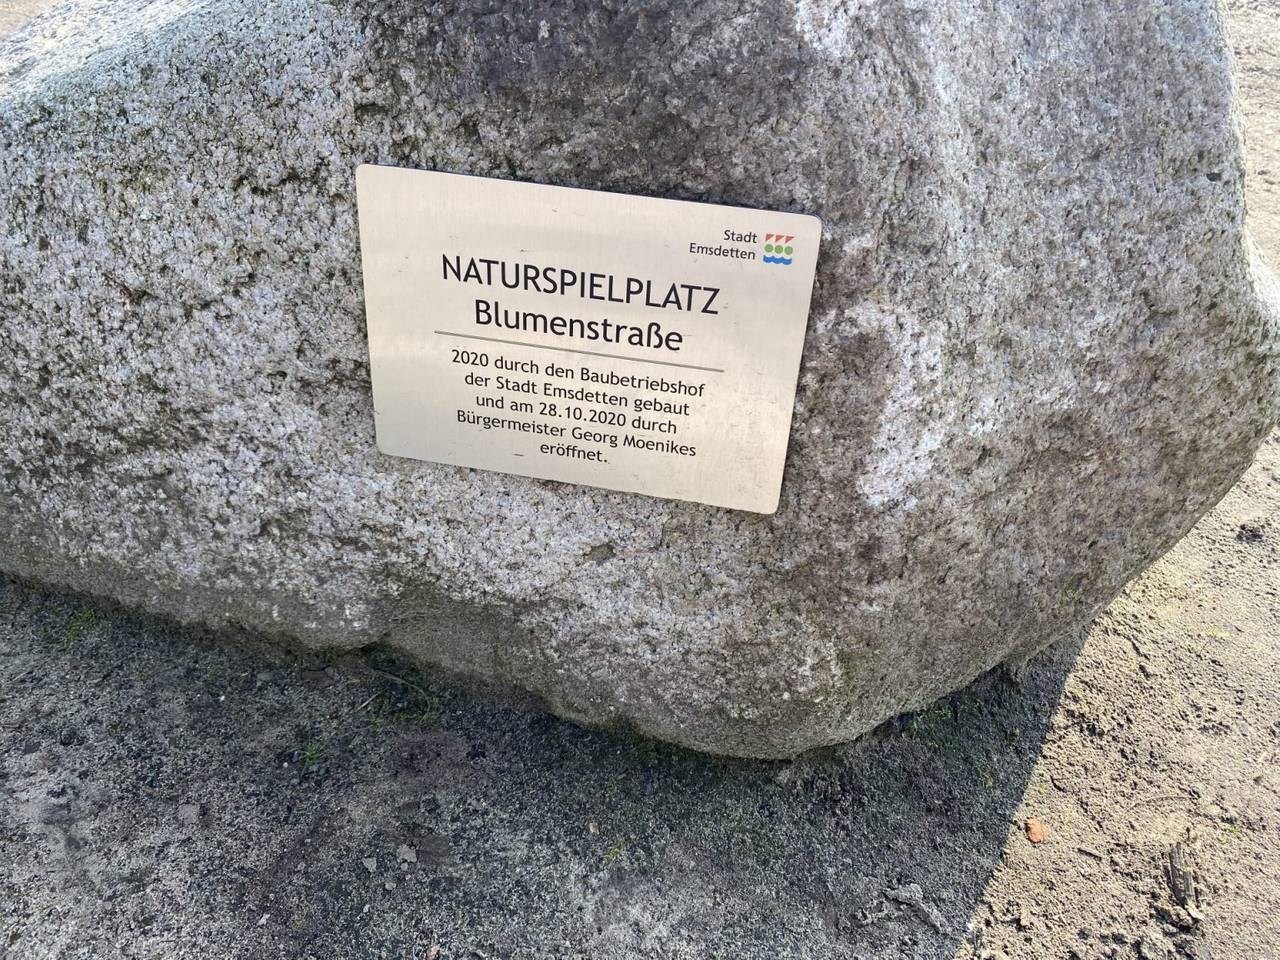 Stadt
Emsdetten
NATURSPIELPLATZ
Blumenstraße
2020 durch den Baubetriebshof
der Stadt Emsdetten gebaut
und am 28.10.2020 durch
Bürgermeister Georg Moenikes
eröffnet.